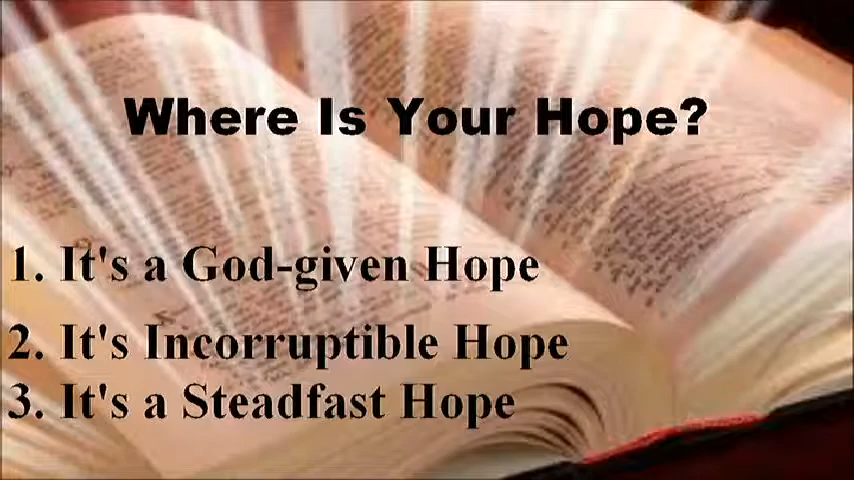 Where Is Your Hope?
1. It's a God-given Hope
2. It's Incorruptible Hope
3. It's a Steadfast Hope